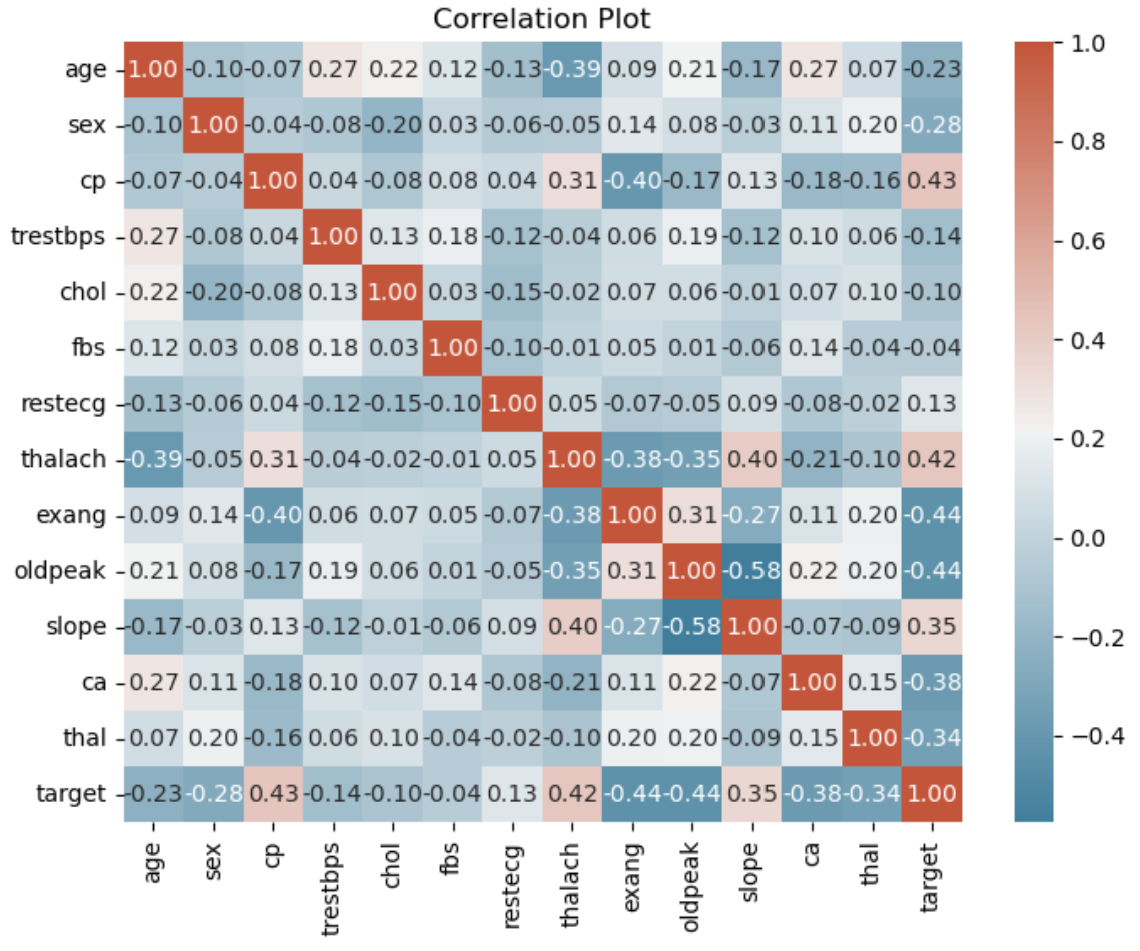 Correlation Plot
age 1.00 -0.10 -0.07 0.27 0.22 0.12 -0.13 -0.39 0.09 0.21 -0.17 0.27 0.07 -0.23
sex -0.10 1.00 -0.04 -0.08 -0.20 0.03 -0.06 -0.05 0.14 0.08 -0.03 0.11 0.20 -0.28
cp -0.07 -0.04 1.00 0.04 -0.08 0.08 0.04 0.31 -0.40 -0.17 0.13 -0.18 -0.16 0.43
trestbps 0.27 -0.08 0.04 1.00 0.13 0.18 -0.12 -0.04 0.06 0.19 -0.12 0.10 0.06 -0.14
chol 0.22 -0.20 -0.08 0.13 1.00 0.03 -0.15 -0.02 0.07 0.06 -0.01 0.07 0.10 -0.10
fbs 0.12 0.03 0.08 0.18 0.03 1.00 -0.10 -0.01 0.05 0.01 -0.06 0.14 -0.04 -0.04
restecg -0.13 -0.06 0.04 -0.12 -0.15 -0.10 1.00 0.05 -0.07 -0.05 0.09 -0.08 -0.02 0.13
thalach -0.39 -0.05 0.31 -0.04 -0.02 -0.01 0.05 1.00 -0.38 -0.35 0.40 -0.21 -0.10 0.42
exang 0.09 0.14 -0.40 0.06 0.07 0.05 -0.07 -0.38 1.00 0.31 -0.27 0.11 0.20 -0.44
oldpeak 0.21 0.08 -0.17 0.19 0.06 0.01 -0.05 -0.35 0.31 1.00 -0.58 0.22 0.20 -0.44
slope -0.17 -0.03 0.13 -0.12 -0.01 -0.06 0.09 0.40 -0.27 -0.58 1.00 -0.07 -0.09 0.35
ca 0.27 0.11 -0.18 0.10 0.07 0.14 -0.08 -0.21 0.11 0.22 -0.07 1.00 0.15 -0.38
thal 0.07 0.20 -0.16 0.06 0.10 -0.04 -0.02 -0.10 0.20 0.20 -0.09 0.15 1.00 -0.34
target -0.23 -0.28 0.43 -0.14 -0.10 -0.04 0.13 0.42 -0.44 -0.44 0.35 -0.38 -0.34 1.00
age sex cp trestbps chol fbs restecg thalach exang oldpeak slope ca thal target
1.0
0.8
0.6
0.4
0.2
0.0
−0.2
−0.4